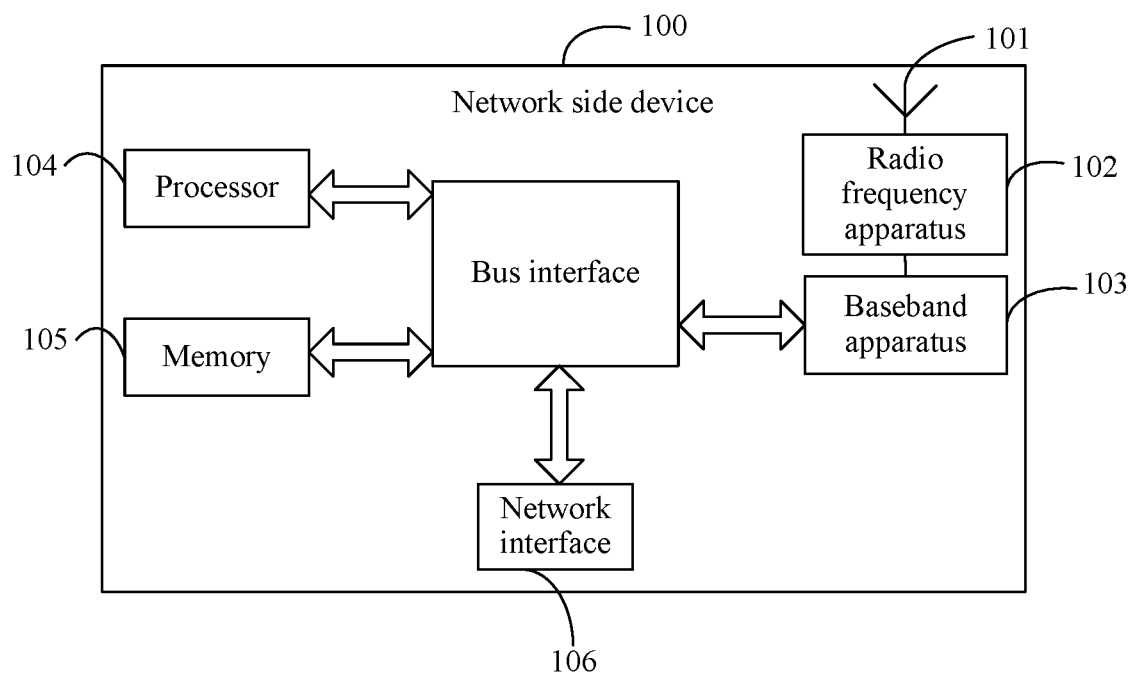 100
101
Network side device
104
Processor
Radio
frequency
apparatus
102
Bus interface
103
Baseband
apparatus
105
Memory
Network
interface
106